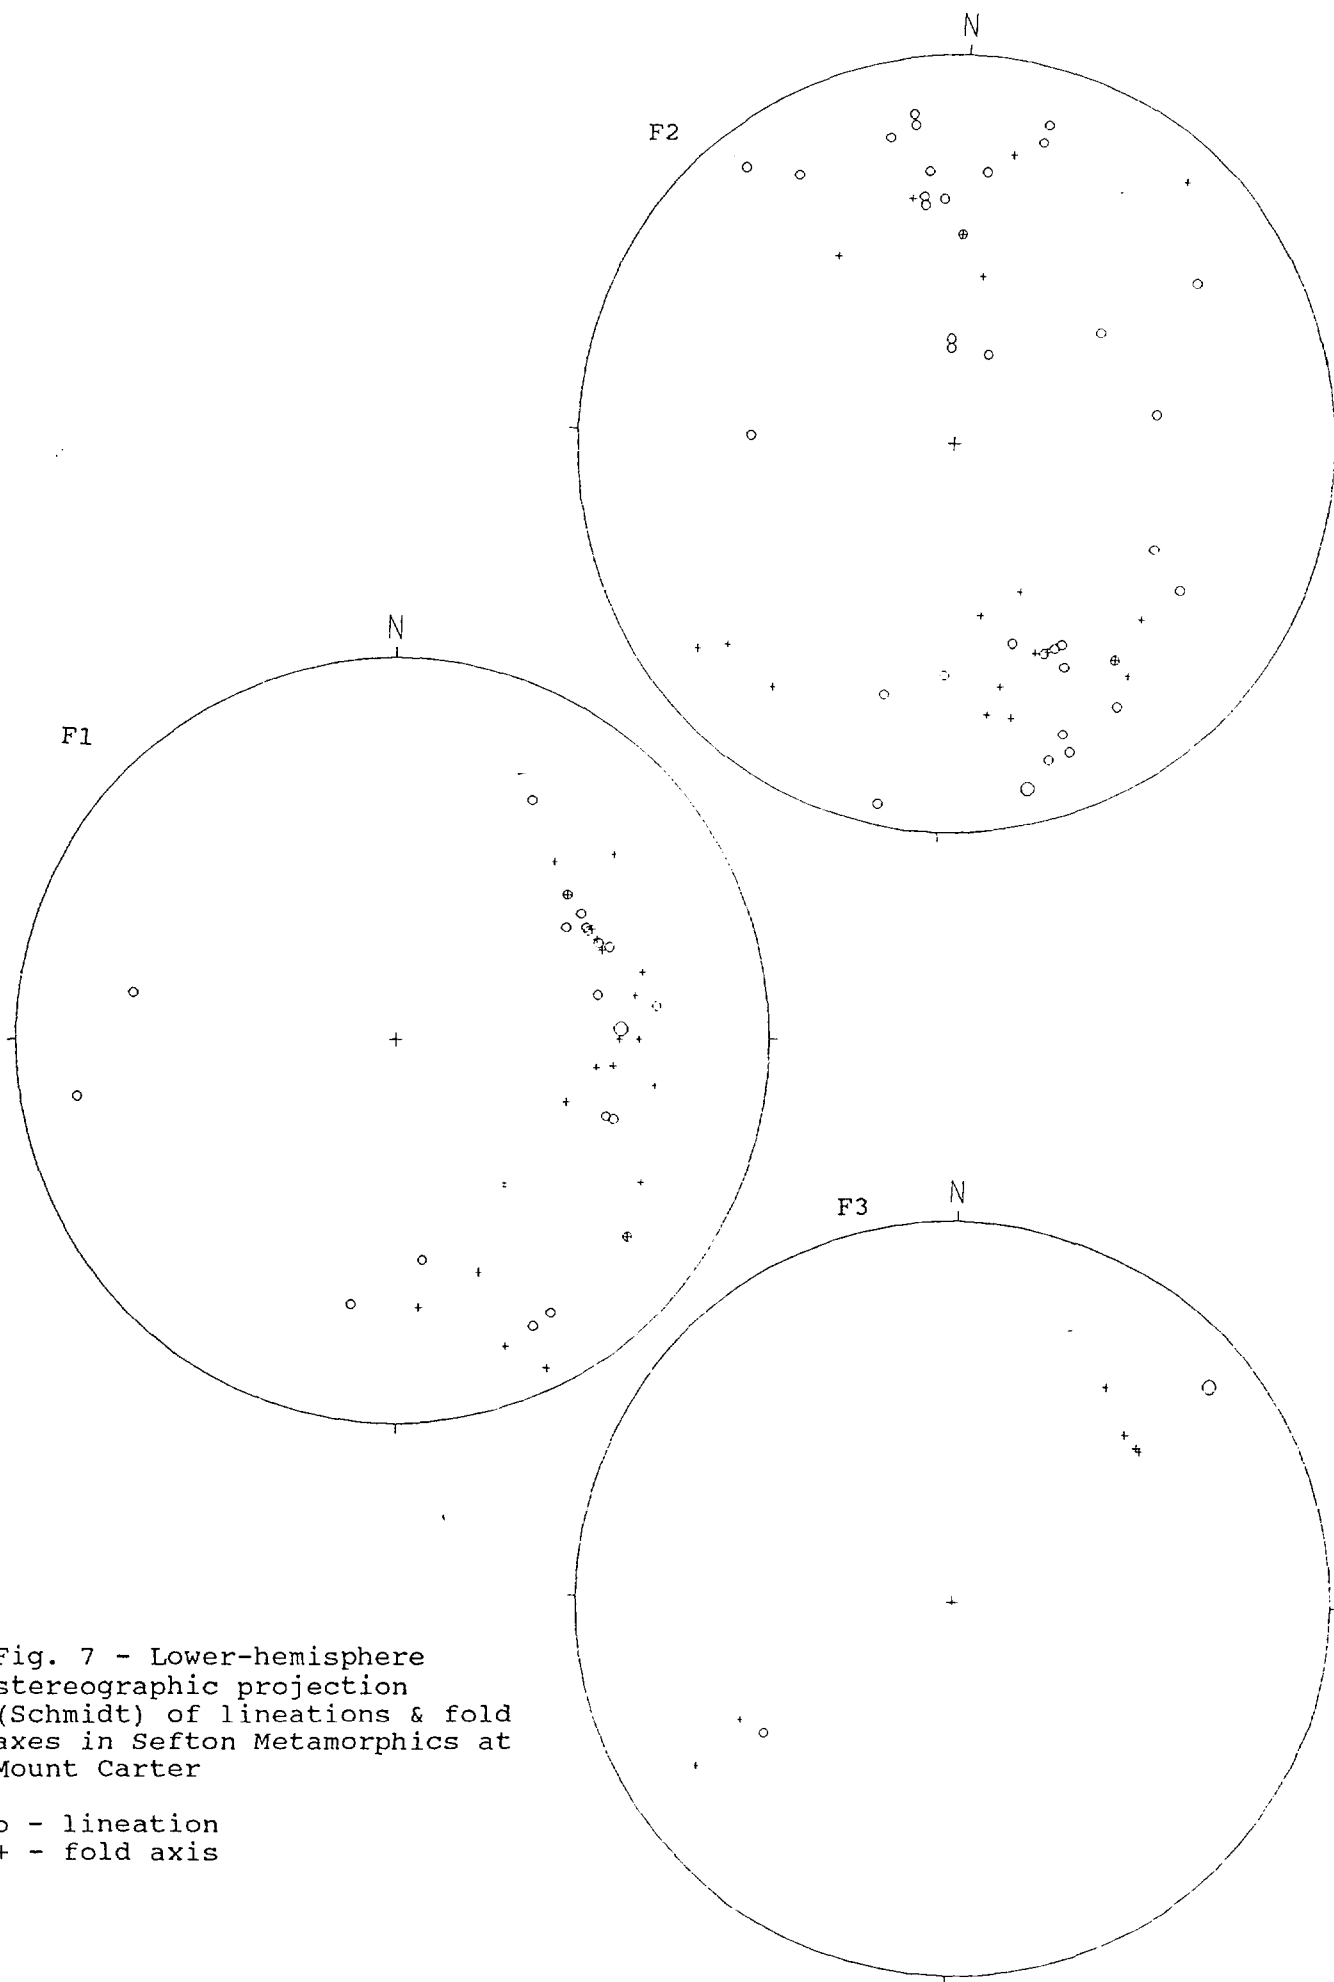 N
F2
N
F1
F3
N
Fig. 7 - Lower-hemisphere
stereographic projection
(Schmidt) of lineations & fold
axes in Sefton Metamorphics at
Mount Carter
o - lineation
+ - fold axis